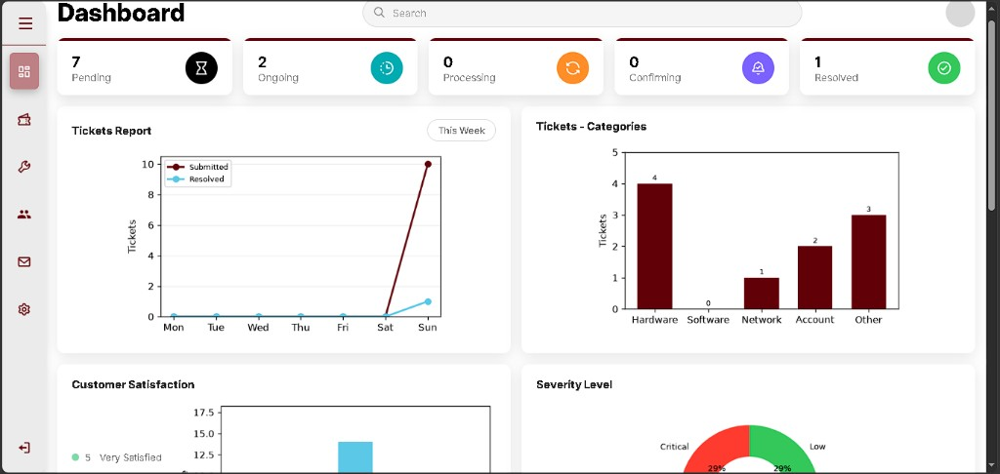 Dashboard
Search
7
Pending
2
Ongoing
0
Processing
0
Confirming
1
Resolved
Tickets Report
This Week
Submitted
Resolved
10
8
6
4
2
0
Tickets
Mon Tue Wed Thu Fri Sat Sun
Tickets - Categories
5
4
3
2
1
0
Tickets
4
0
1
2
3
Hardware Software Network Account Other
Customer Satisfaction
5 Very Satisfied
17.5
15.0
12.5
Severity Level
Critical
Low
29%
29%